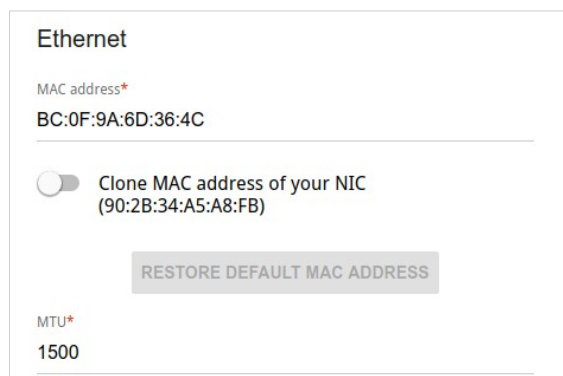 Ethernet
MAC address*
BC:0F:9A:6D:36:4C
Clone MAC address of your NIC
(90:2B:34:A5:A8:FB)
RESTORE DEFAULT MAC ADDRESS
MTU*
1500